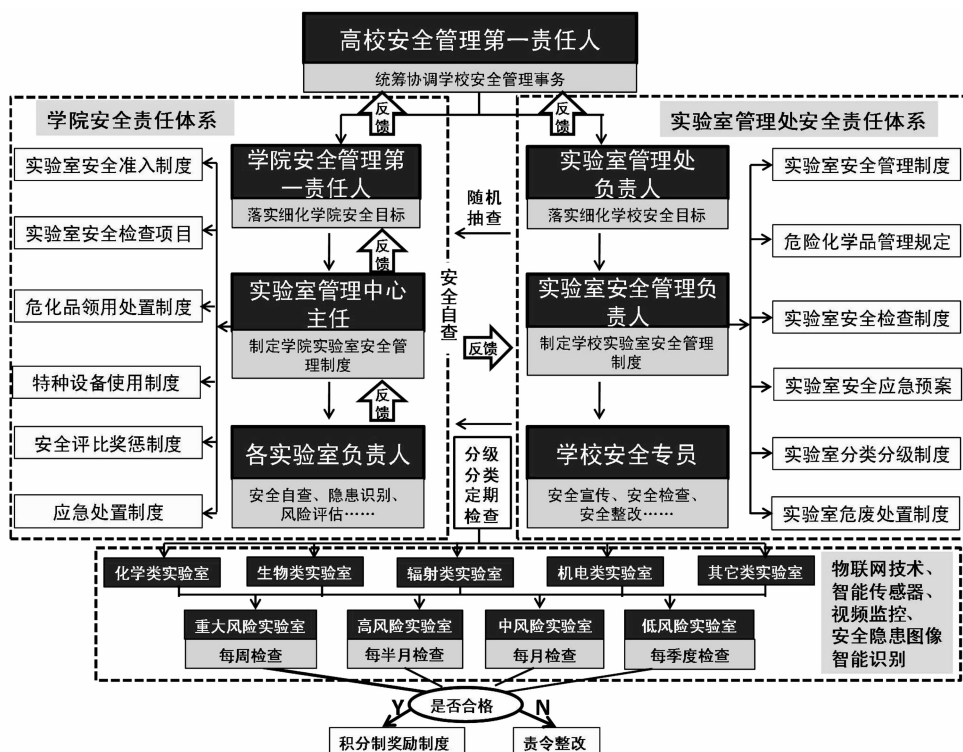 高校安全管理第一责任人
统筹协调学校安全管理事务
反
馈
反
馈
学院安全责任体系
实验室安全准入制度
实验室安全检查项目
危化品领用处置制度
特种设备使用制度
安全评比奖惩制度
应急处置制度
学院安全管理第
一责任人
落实细化学院安全目标
反
馈
实验室管理中心
主任
制定学院实验室安全管
理制度
反
馈
各实验室负责人
安全自查、隐患识别、
风险评估……
随机
抽查
安
全
自
查
反馈
分级
分类
定期
检查
实验室管理处安全责任体系
实验室管理处
负责人
落实细化学校安全目标
实验室安全管理负
责人
制定学校实验室安全管理
制度
学校安全专员
安全宣传、安全检查、
安全整改……
实验室安全管理制度
危险化学品管理规定
实验室安全检查制度
实验室安全应急预案
实验室分类分级制度
实验室危废处置制度
化学类实验室
生物类实验室
辐射类实验室
机电类实验室
其它类实验室
重大风险实验室
每周检查
高风险实验室
每半月检查
中风险实验室
每月检查
低风险实验室
每季度检查
物联网技术、
智能传感器、
视频监控、
安全隐患图像
智能识别
是否合格
Y
N
积分制奖励制度
责令整改